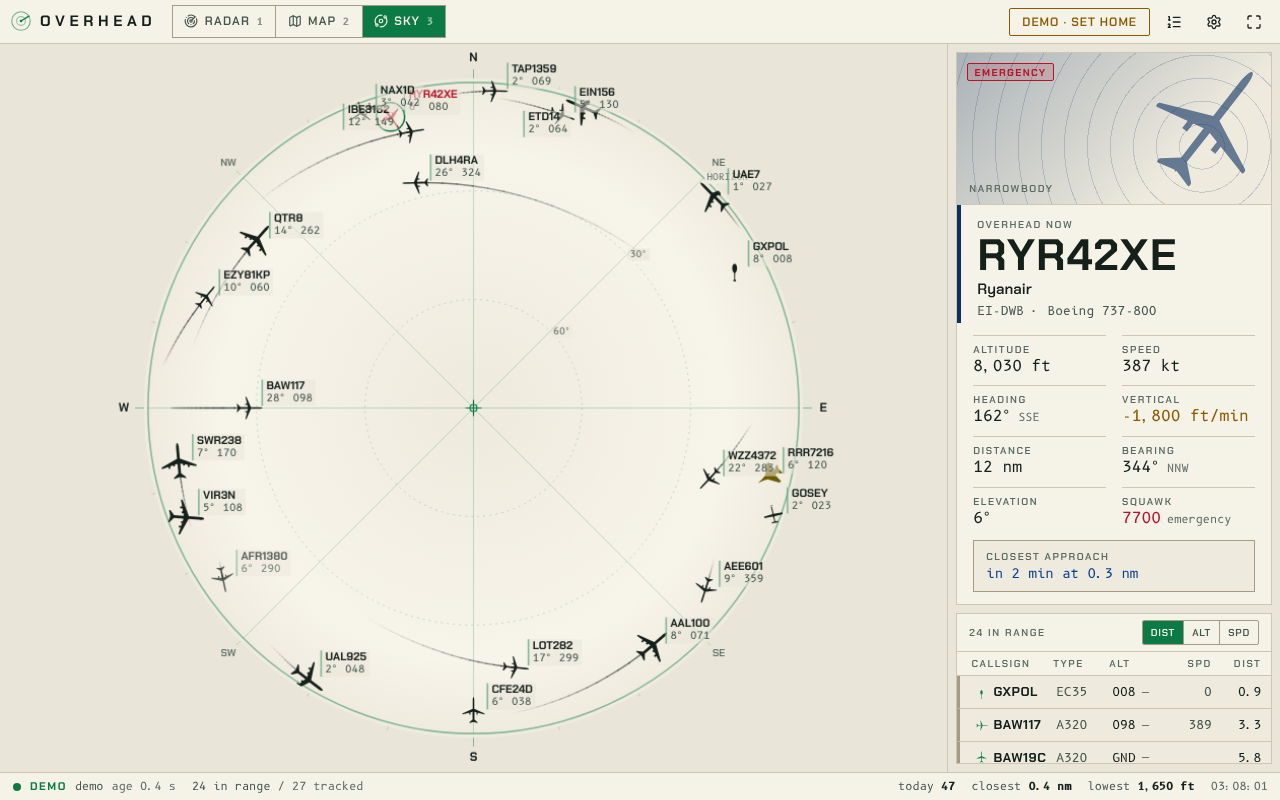 OVERHEAD
RADAR 1
MAP 2
SKY 3
DEMO · SET HOME
N
TAP1359
2° 069
NAX1D
3° 042
R42XE
080
IBE3162
12° 149
EIN156
130
ETD14
2° 064
DLH4RA
26° 324
NW
NE
HORI
UAE7
1° 027
QTR8
14° 262
GXPOL
8° 008
30°
EZY81KP
10° 060
60°
BAW117
28° 098
W
E
SWR238
7° 170
WZZ4372
22° 283
RRR7216
6° 120
VIR3N
5° 108
GOSEY
2° 023
AFR1380
6° 290
AEE601
9° 359
AAL100
8° 071
LOT282
17° 299
SW
SE
UAL925
2° 048
CFE24D
6° 038
S
EMERGENCY
NARROWBODY
OVERHEAD NOW
RYR42XE
Ryanair
EI-DWB · Boeing 737-800
ALTITUDE
8,030 ft
SPEED
387 kt
HEADING
162° SSE
VERTICAL
-1,800 ft/min
DISTANCE
12 nm
BEARING
344° NNW
ELEVATION
6°
SQUAWK
7700 emergency
CLOSEST APPROACH
in 2 min at 0.3 nm
24 IN RANGE
DIST ALT SPD
CALLSIGN TYPE ALT SPD DIST
GXPOL EC35 008 — 0 0.9
BAW117 A320 098 — 389 3.3
BAW19C A320 GND — 5.8
DEMO demo age 0.4 s 24 in range / 27 tracked
today 47 closest 0.4 nm lowest 1,650 ft 03:08:01